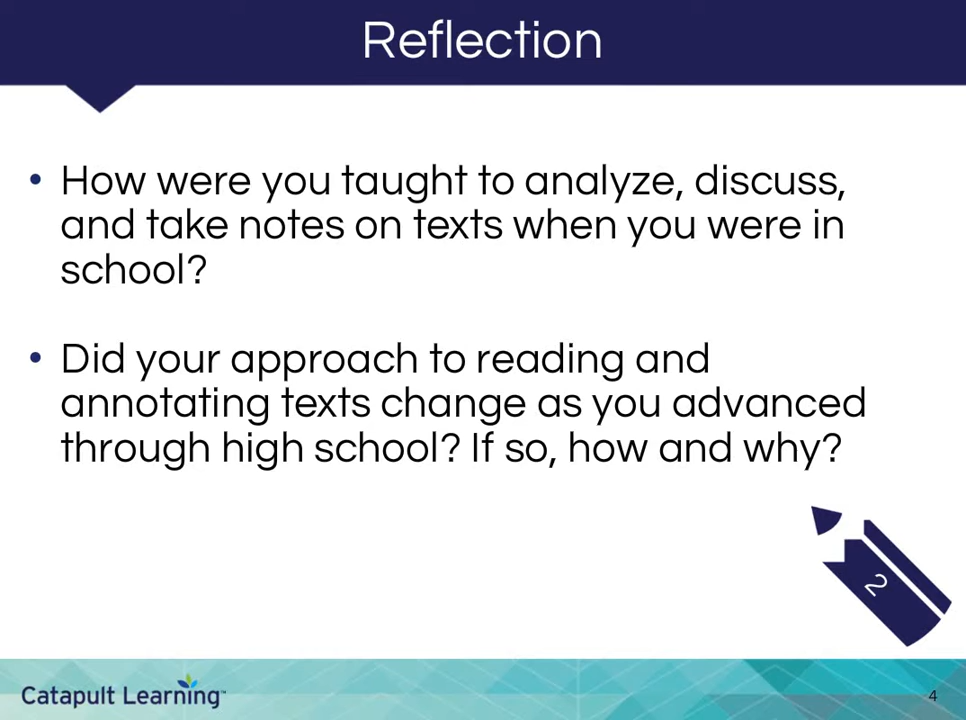 Reflection
• How were you taught to analyze, discuss,
and take notes on texts when you were in
school?
• Did your approach to reading and
annotating texts change as you advanced
through high school? If so, how and why?
2
Catapult Learning™
4